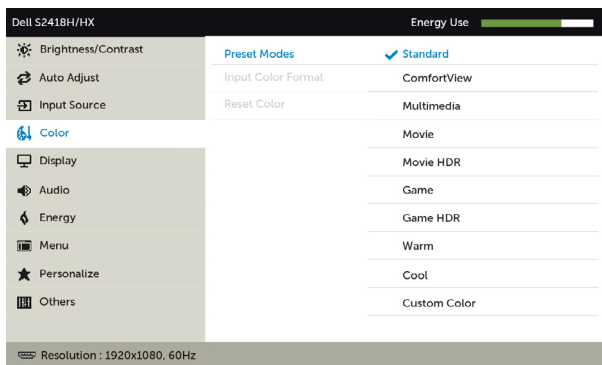 Dell S2418H/HX
Energy Use
Brightness/Contrast
Auto Adjust
Input Source
Color
Display
Audio
Energy
Menu
Personalize
Others
Preset Modes
Input Color Format
Reset Color
Standard
ComfortView
Multimedia
Movie
Movie HDR
Game
Game HDR
Warm
Cool
Custom Color
Resolution : 1920x1080, 60Hz